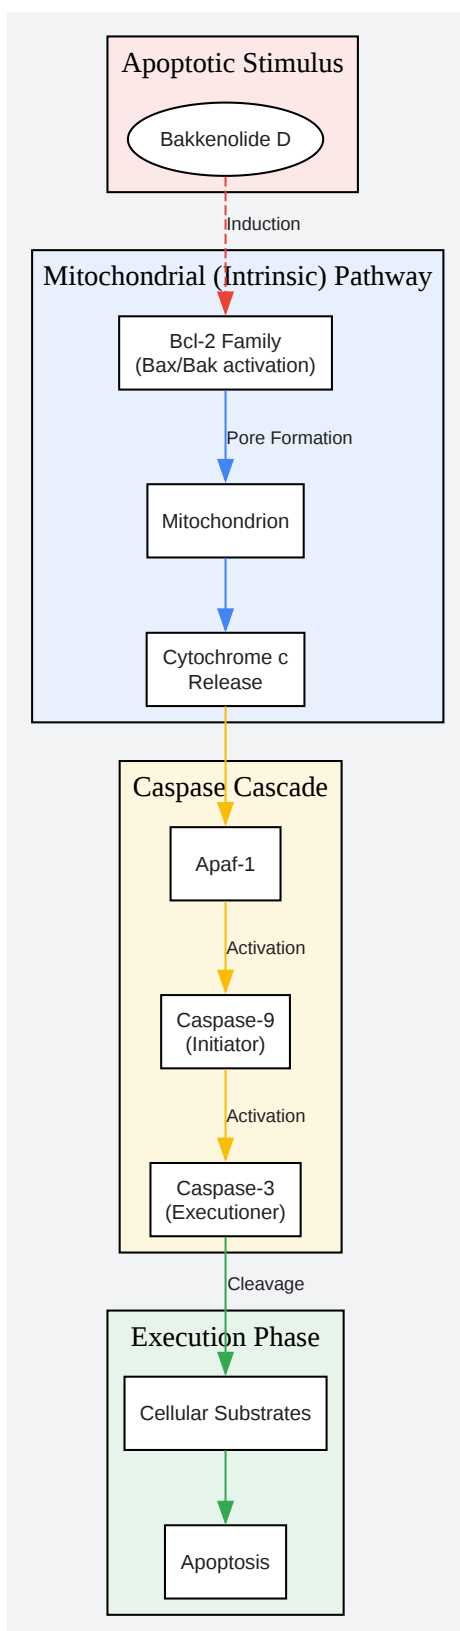 Apoptotic Stimulus
Bakkenolide D
Induction
Mitochondrial (Intrinsic) Pathway
Bcl-2 Family
(Bax/Bak activation)
Pore Formation
Mitochondrion
Cytochrome c
Release
Caspase Cascade
Apaf-1
Activation
Caspase-9
(Initiator)
Activation
Caspase-3
(Executioner)
Cleavage
Execution Phase
Cellular Substrates
Apoptosis